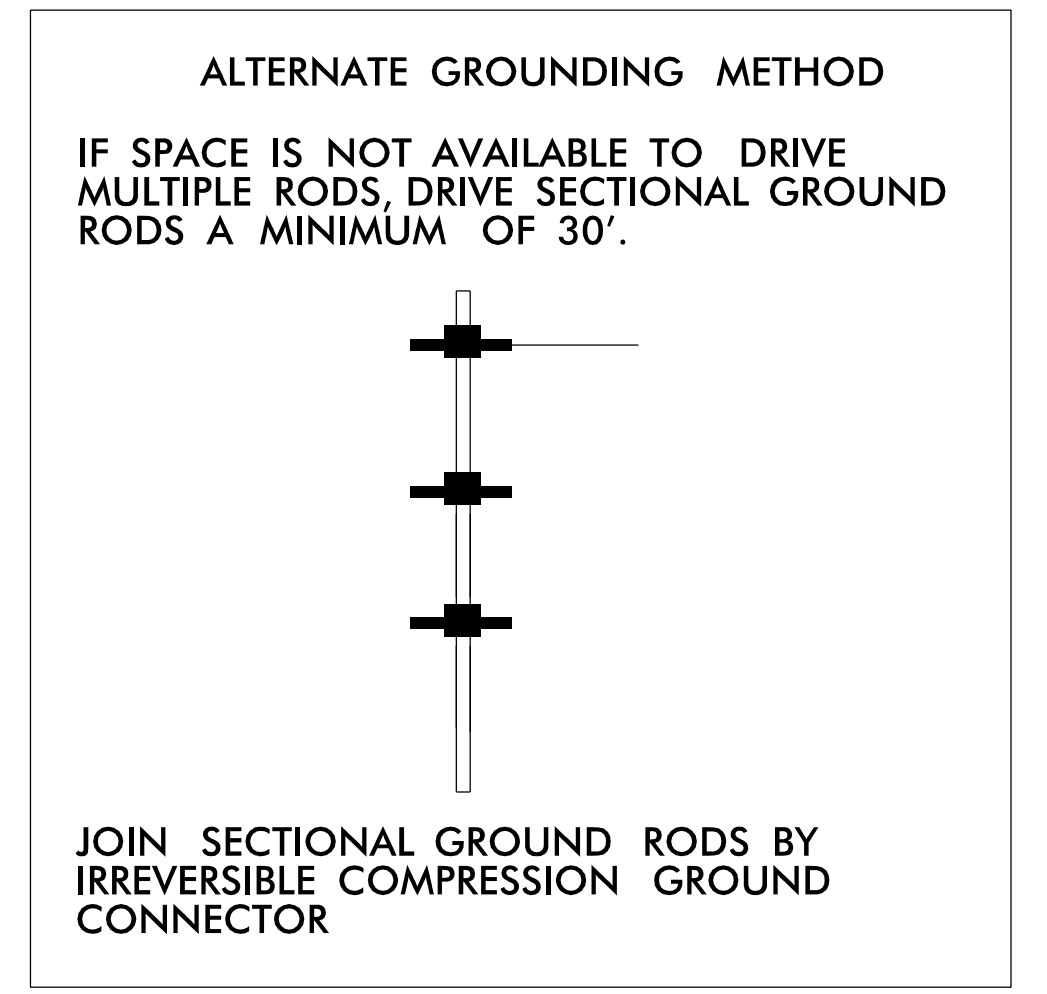 ALTERNATE GROUNDING METHOD
IF SPACE IS NOT AVAILABLE TO DRIVE
MULTIPLE RODS, DRIVE SECTIONAL GROUND
RODS A MINIMUM OF 30'.
JOIN SECTIONAL GROUND RODS BY
IRREVERSIBLE COMPRESSION GROUND
CONNECTOR